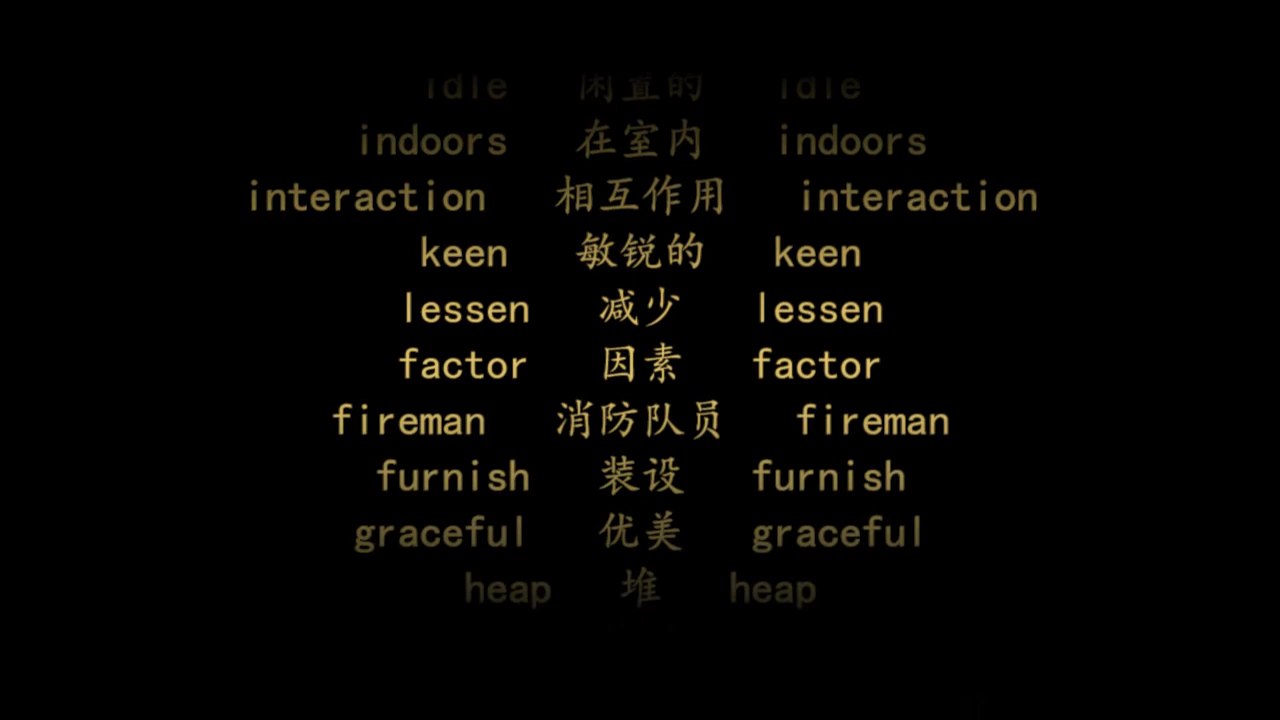 idle 闲置的 idle
indoors 在室内 indoors
interaction 相互作用 interaction
keen 敏锐的 keen
lessen 减少 lessen
factor 因素 factor
fireman 消防队员 fireman
furnish 装设 furnish
graceful 优美 graceful
heap 堆 heap